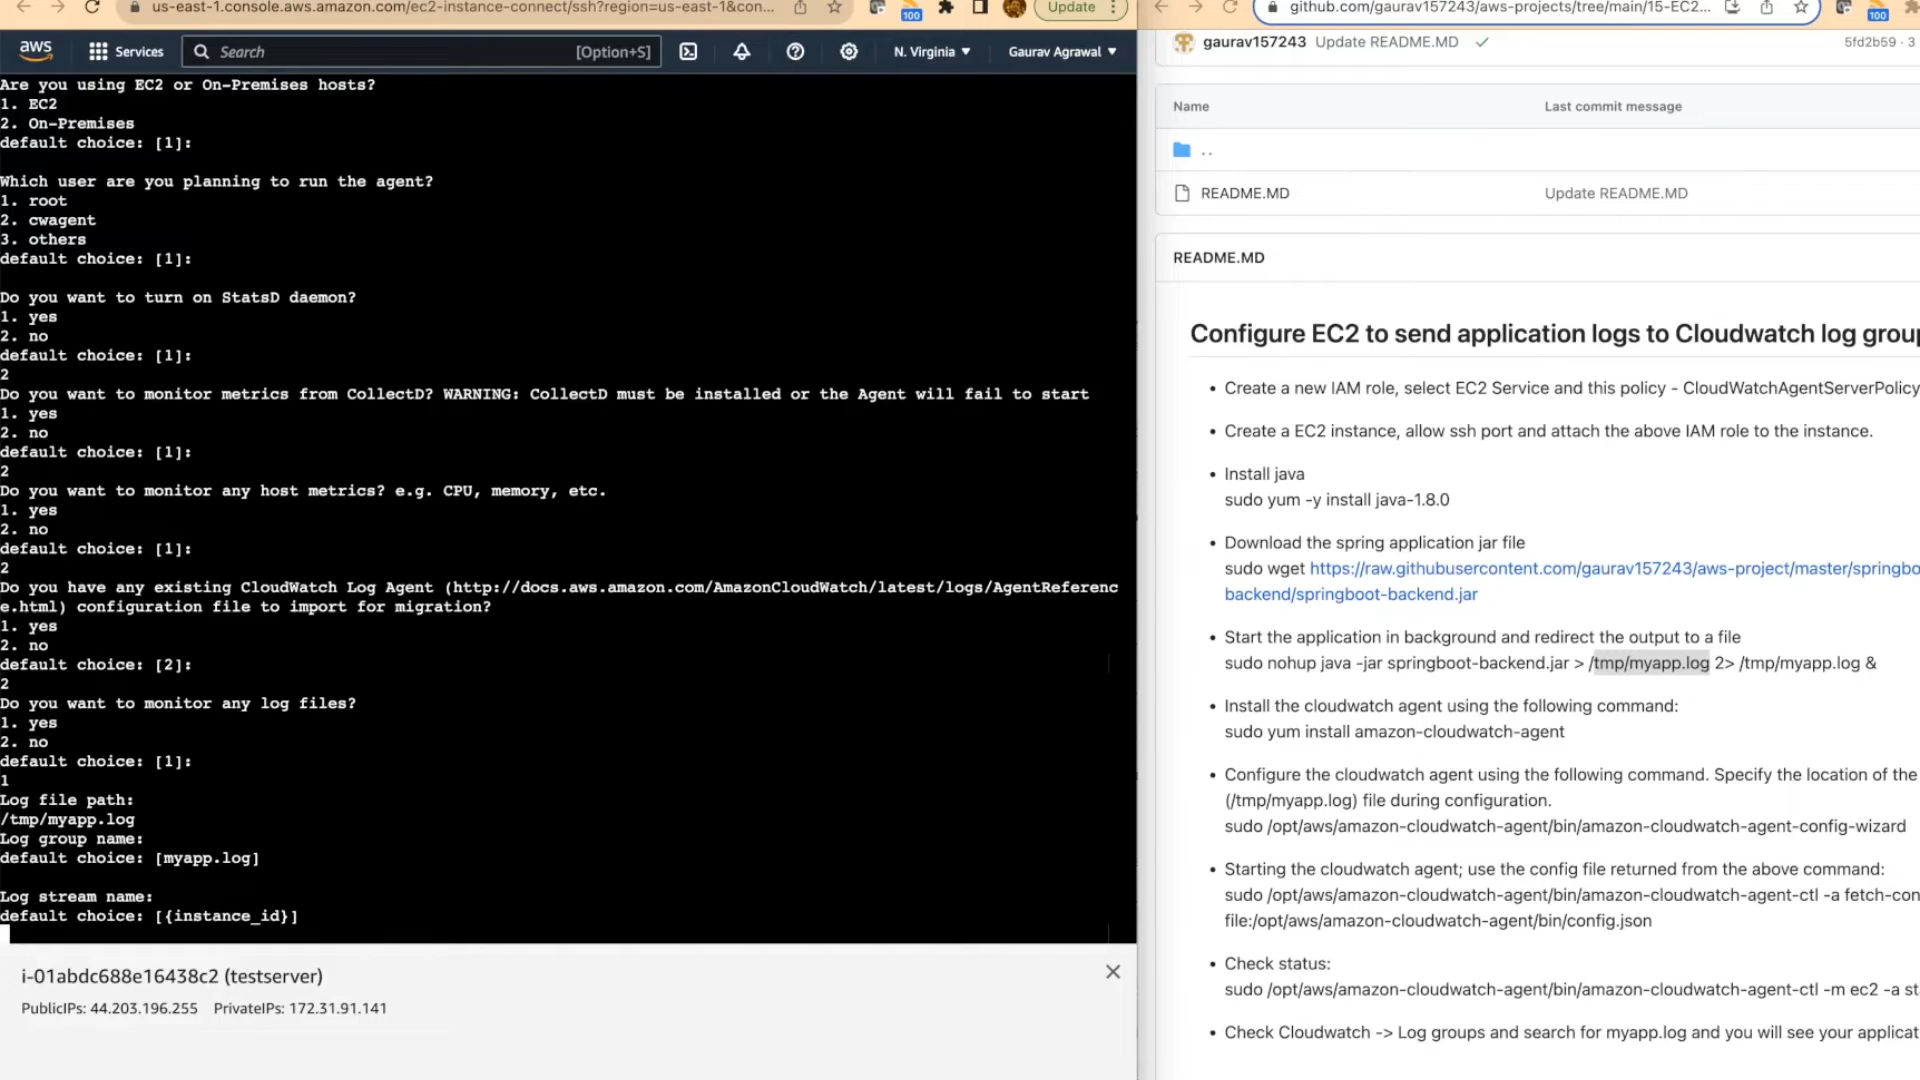 us-east-1.console.aws.amazon.com/ec2-instance-connect/ssh?region=us-east-1&con...
100
Update
aws
Services
Search
[Option+S]
N. Virginia
Gaurav Agrawal
Are you using EC2 or On-Premises hosts?
1. EC2
2. On-Premises
default choice: [1]:
Which user are you planning to run the agent?
1. root
2. cwagent
3. others
default choice: [1]:
Do you want to turn on StatsD daemon?
1. yes
2. no
default choice: [1]:
2
Do you want to monitor metrics from CollectD? WARNING: CollectD must be installed or the Agent will fail to start
1. yes
2. no
default choice: [1]:
2
Do you want to monitor any host metrics? e.g. CPU, memory, etc.
1. yes
2. no
default choice: [1]:
2
Do you have any existing CloudWatch Log Agent (http://docs.aws.amazon.com/AmazonCloudWatch/latest/logs/AgentReferenc
e.html) configuration file to import for migration?
1. yes
2. no
default choice: [2]:
2
Do you want to monitor any log files?
1. yes
2. no
default choice: [1]:
1
Log file path:
/tmp/myapp.log
Log group name:
default choice: [myapp.log]
Log stream name:
default choice: [{instance_id}]
i-01abdc688e16438c2 (testserver)
PublicIPs: 44.203.196.255 PrivateIPs: 172.31.91.141
github.com/gaurav157243/aws-projects/tree/main/15-EC2...
100
gaurav157243 Update README.MD
5fd2b59 · 3
Name
Last commit message
..
README.MD
Update README.MD
README.MD
Configure EC2 to send application logs to Cloudwatch log group
• Create a new IAM role, select EC2 Service and this policy - CloudWatchAgentServerPolicy
• Create a EC2 instance, allow ssh port and attach the above IAM role to the instance.
• Install java
sudo yum -y install java-1.8.0
• Download the spring application jar file
sudo wget https://raw.githubusercontent.com/gaurav157243/aws-project/master/springbo
backend/springboot-backend.jar
• Start the application in background and redirect the output to a file
sudo nohup java -jar springboot-backend.jar > /tmp/myapp.log 2> /tmp/myapp.log &
• Install the cloudwatch agent using the following command:
sudo yum install amazon-cloudwatch-agent
• Configure the cloudwatch agent using the following command. Specify the location of the
(/tmp/myapp.log) file during configuration.
sudo /opt/aws/amazon-cloudwatch-agent/bin/amazon-cloudwatch-agent-config-wizard
• Starting the cloudwatch agent; use the config file returned from the above command:
sudo /opt/aws/amazon-cloudwatch-agent/bin/amazon-cloudwatch-agent-ctl -a fetch-con
file:/opt/aws/amazon-cloudwatch-agent/bin/config.json
• Check status:
sudo /opt/aws/amazon-cloudwatch-agent/bin/amazon-cloudwatch-agent-ctl -m ec2 -a st
• Check Cloudwatch -> Log groups and search for myapp.log and you will see your applicat